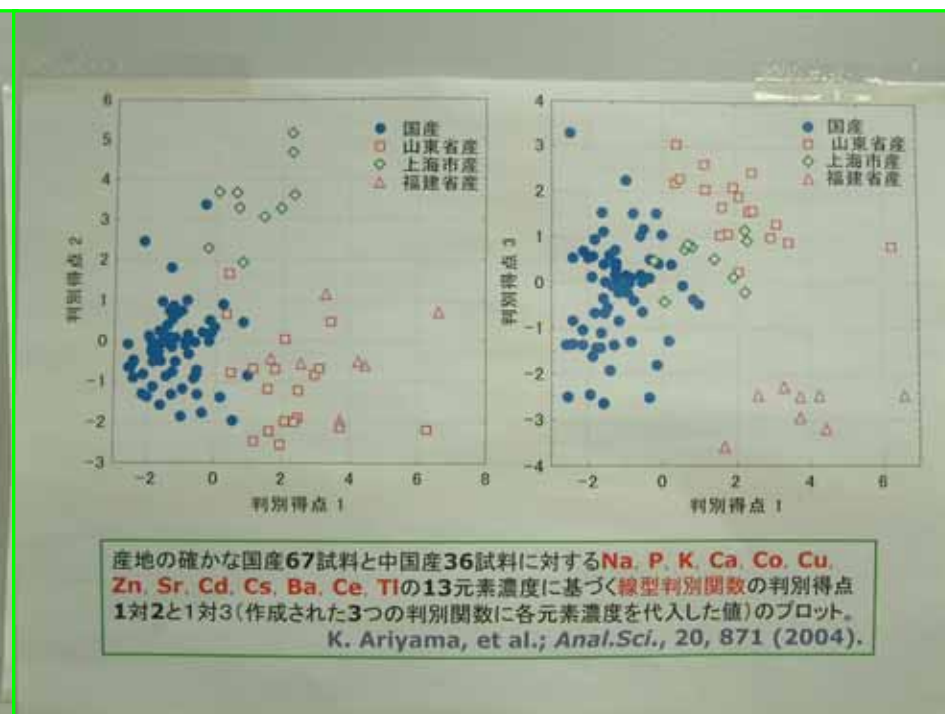 6
5
4
3
2
1
0
-1
-2
-3
-2
0
2
4
6
8
判別得点 2
判別得点 1
国産
山東省産
上海市産
福建省産
4
3
2
1
0
-1
-2
-3
-4
-2
0
2
4
6
判別得点 3
判別得点 1
国産
山東省産
上海市産
福建省産
産地の確かな国産67試料と中国産36試料に対するNa, P, K, Ca, Co, Cu,
Zn, Sr, Cd, Cs, Ba, Ce, Tlの13元素濃度に基づく線型判別関数の判別得点
1対2と1対3(作成された3つの判別関数に各元素濃度を代入した値)のプロット。
K. Ariyama, et al.; Anal.Sci., 20, 871 (2004).